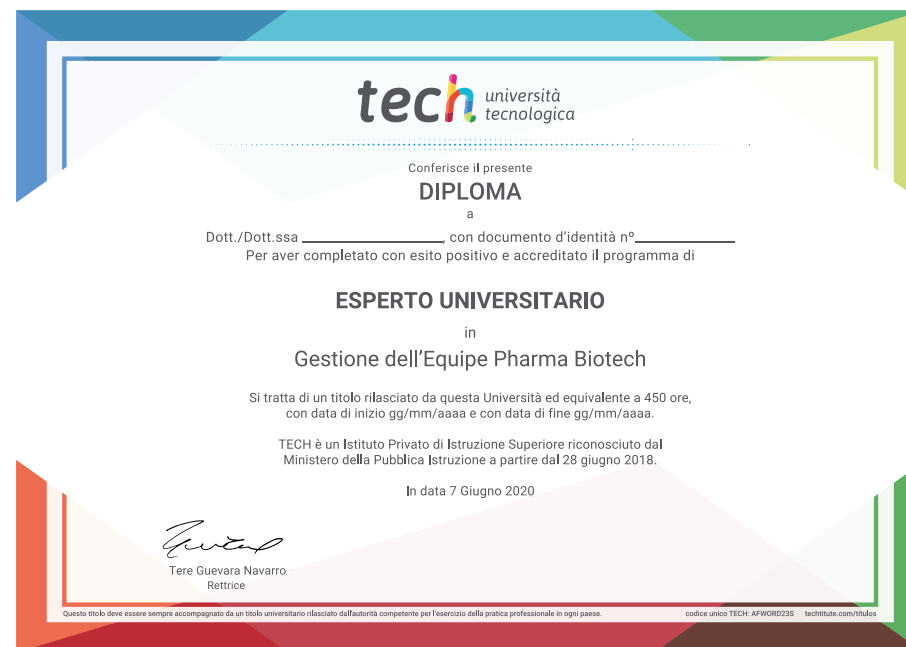 tech università
tecnologica
Conferisce il presente
DIPLOMA
a
Dott./Dott.ssa ________________, con documento d'identità nº____________
Per aver completato con esito positivo e accreditato il programma di
ESPERTO UNIVERSITARIO
in
Gestione dell'Equipe Pharma Biotech
Si tratta di un titolo rilasciato da questa Università ed equivalente a 450 ore,
con data di inizio gg/mm/aaaa e con data di fine gg/mm/aaaa.
TECH è un Istituto Privato di Istruzione Superiore riconosciuto dal
Ministero della Pubblica Istruzione a partire dal 28 giugno 2018.
In data 7 Giugno 2020
Tere Guevara Navarro
Rettrice
Questo titolo deve essere sempre accompagnato da un titolo universitario rilasciato dall'autorità competente per l'esercizio della pratica professionale in ogni paese. codice unico TECH: AFWORD23S techtitute.com/titulos